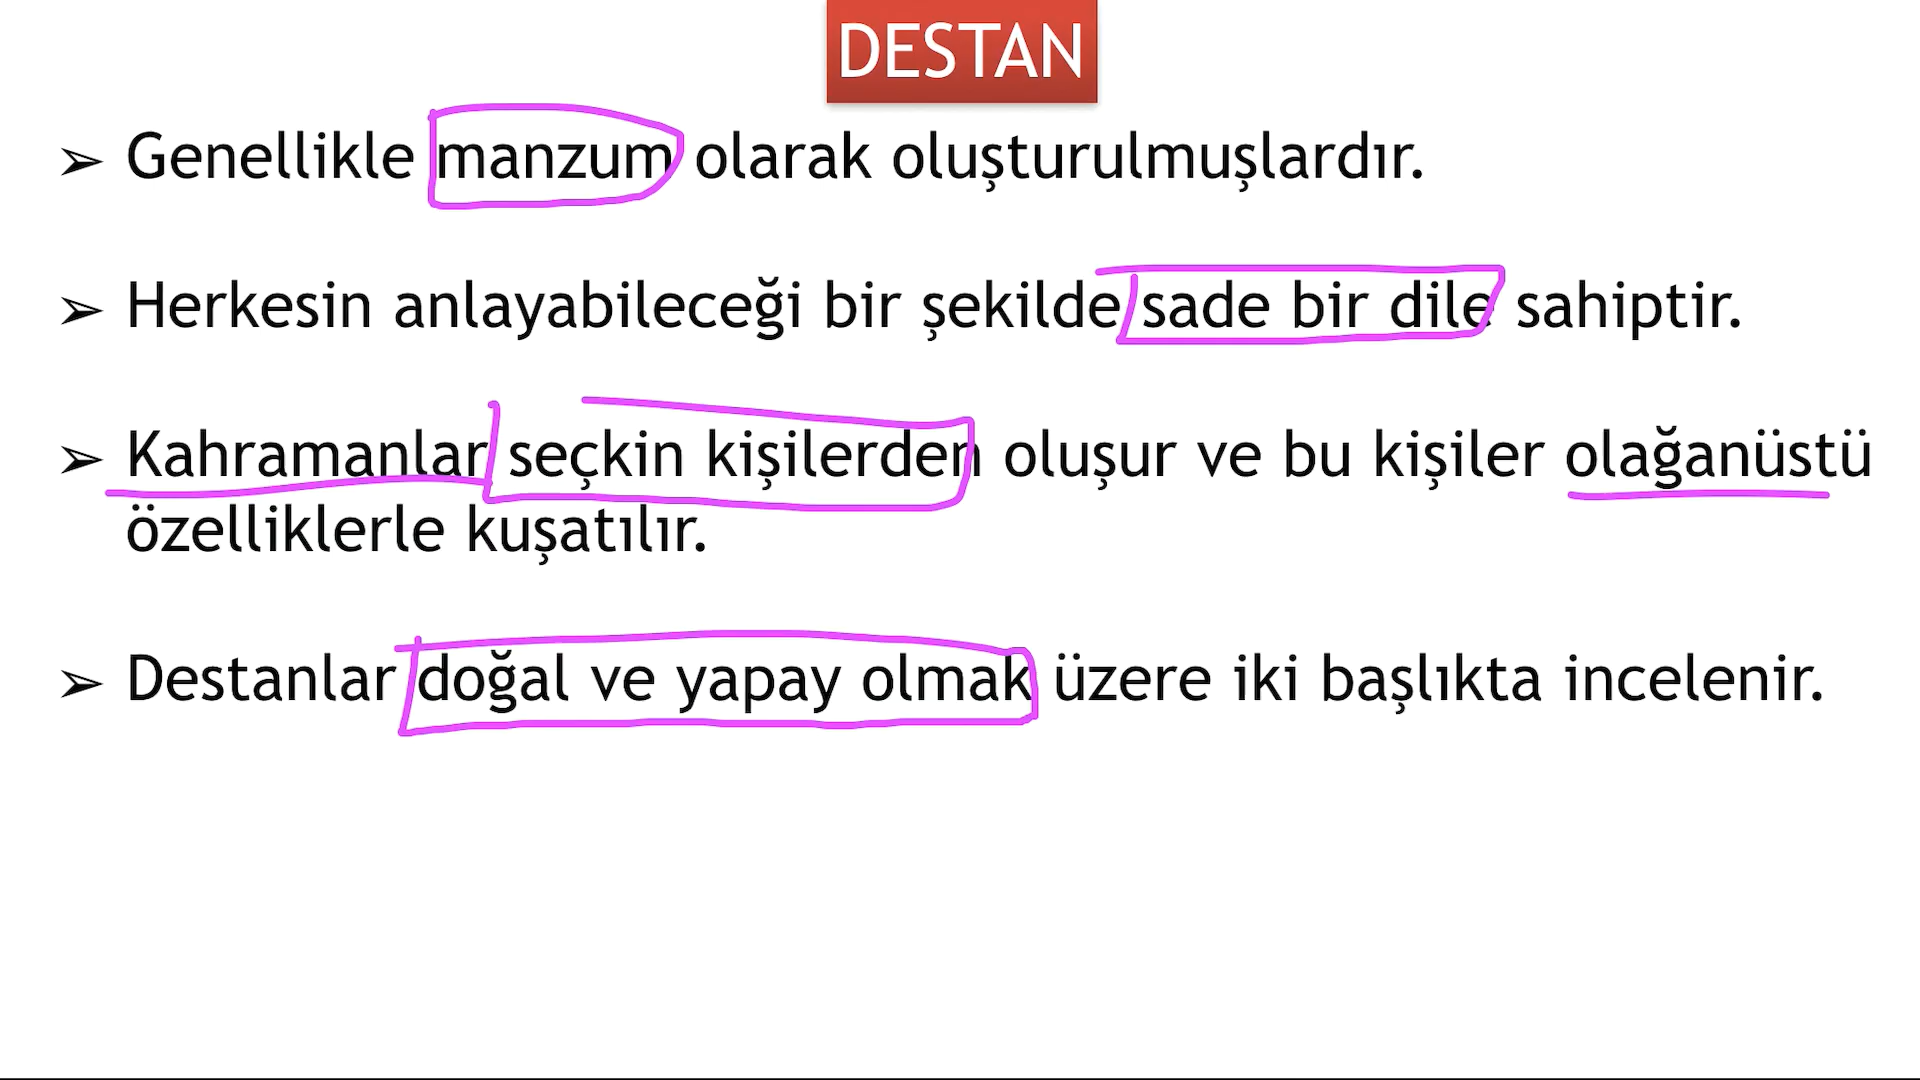 DESTAN
➢ Genellikle manzum olarak oluşturulmuşlardır.
➢ Herkesin anlayabileceği bir şekilde sade bir dile sahiptir.
➢ Kahramanlar seçkin kişilerden oluşur ve bu kişiler olağanüstü
özelliklerle kuşatılır.
➢ Destanlar doğal ve yapay olmak üzere iki başlıkta incelenir.